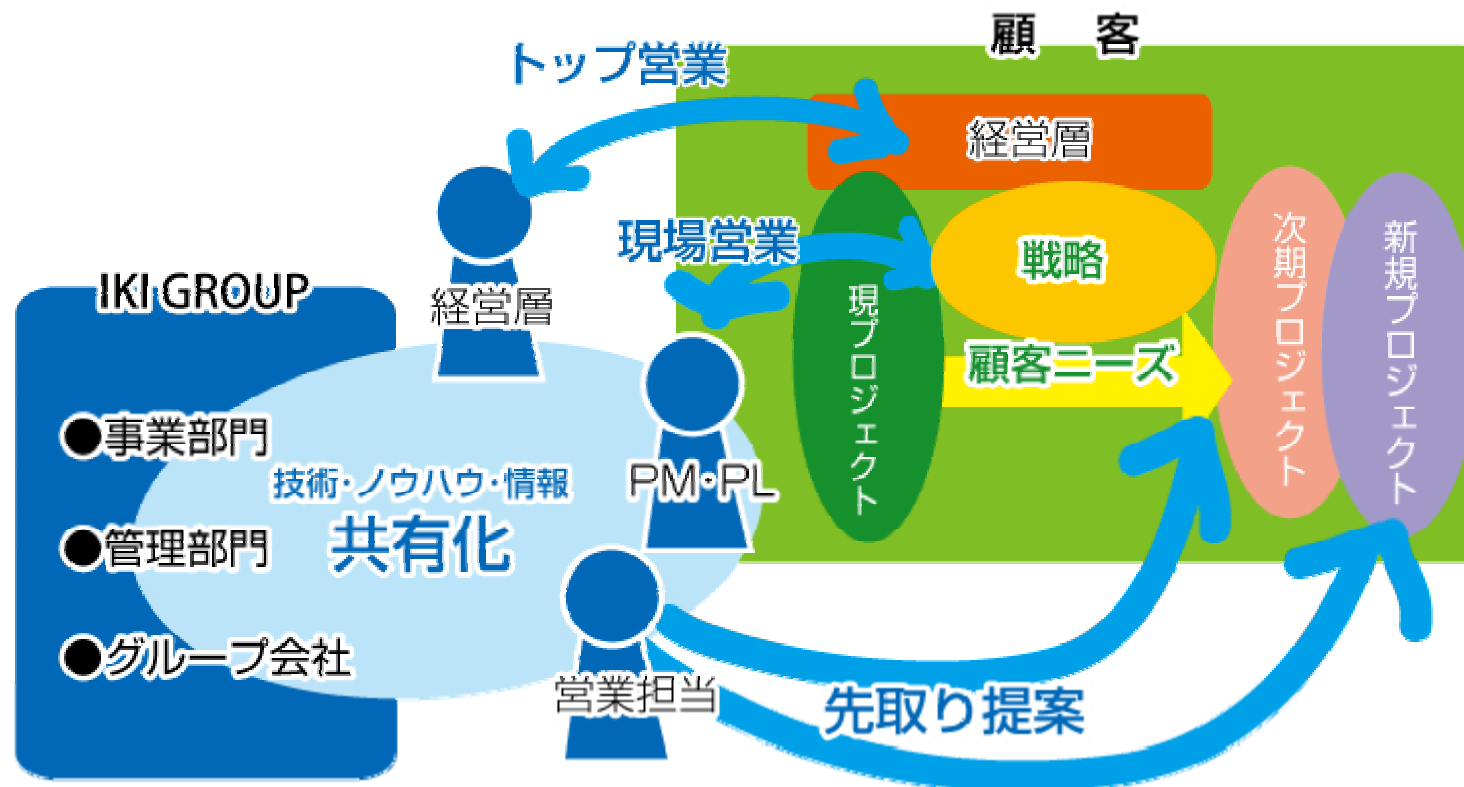 顧 客
トップ営業
経営層
現場営業
戦略
経営層
IKI GROUP
現プロジェクト
顧客ニーズ
次期プロジェクト
新規プロジェクト
●事業部門
技術・ノウハウ・情報
共有化
PM・PL
●管理部門
●グループ会社
営業担当
先取り提案